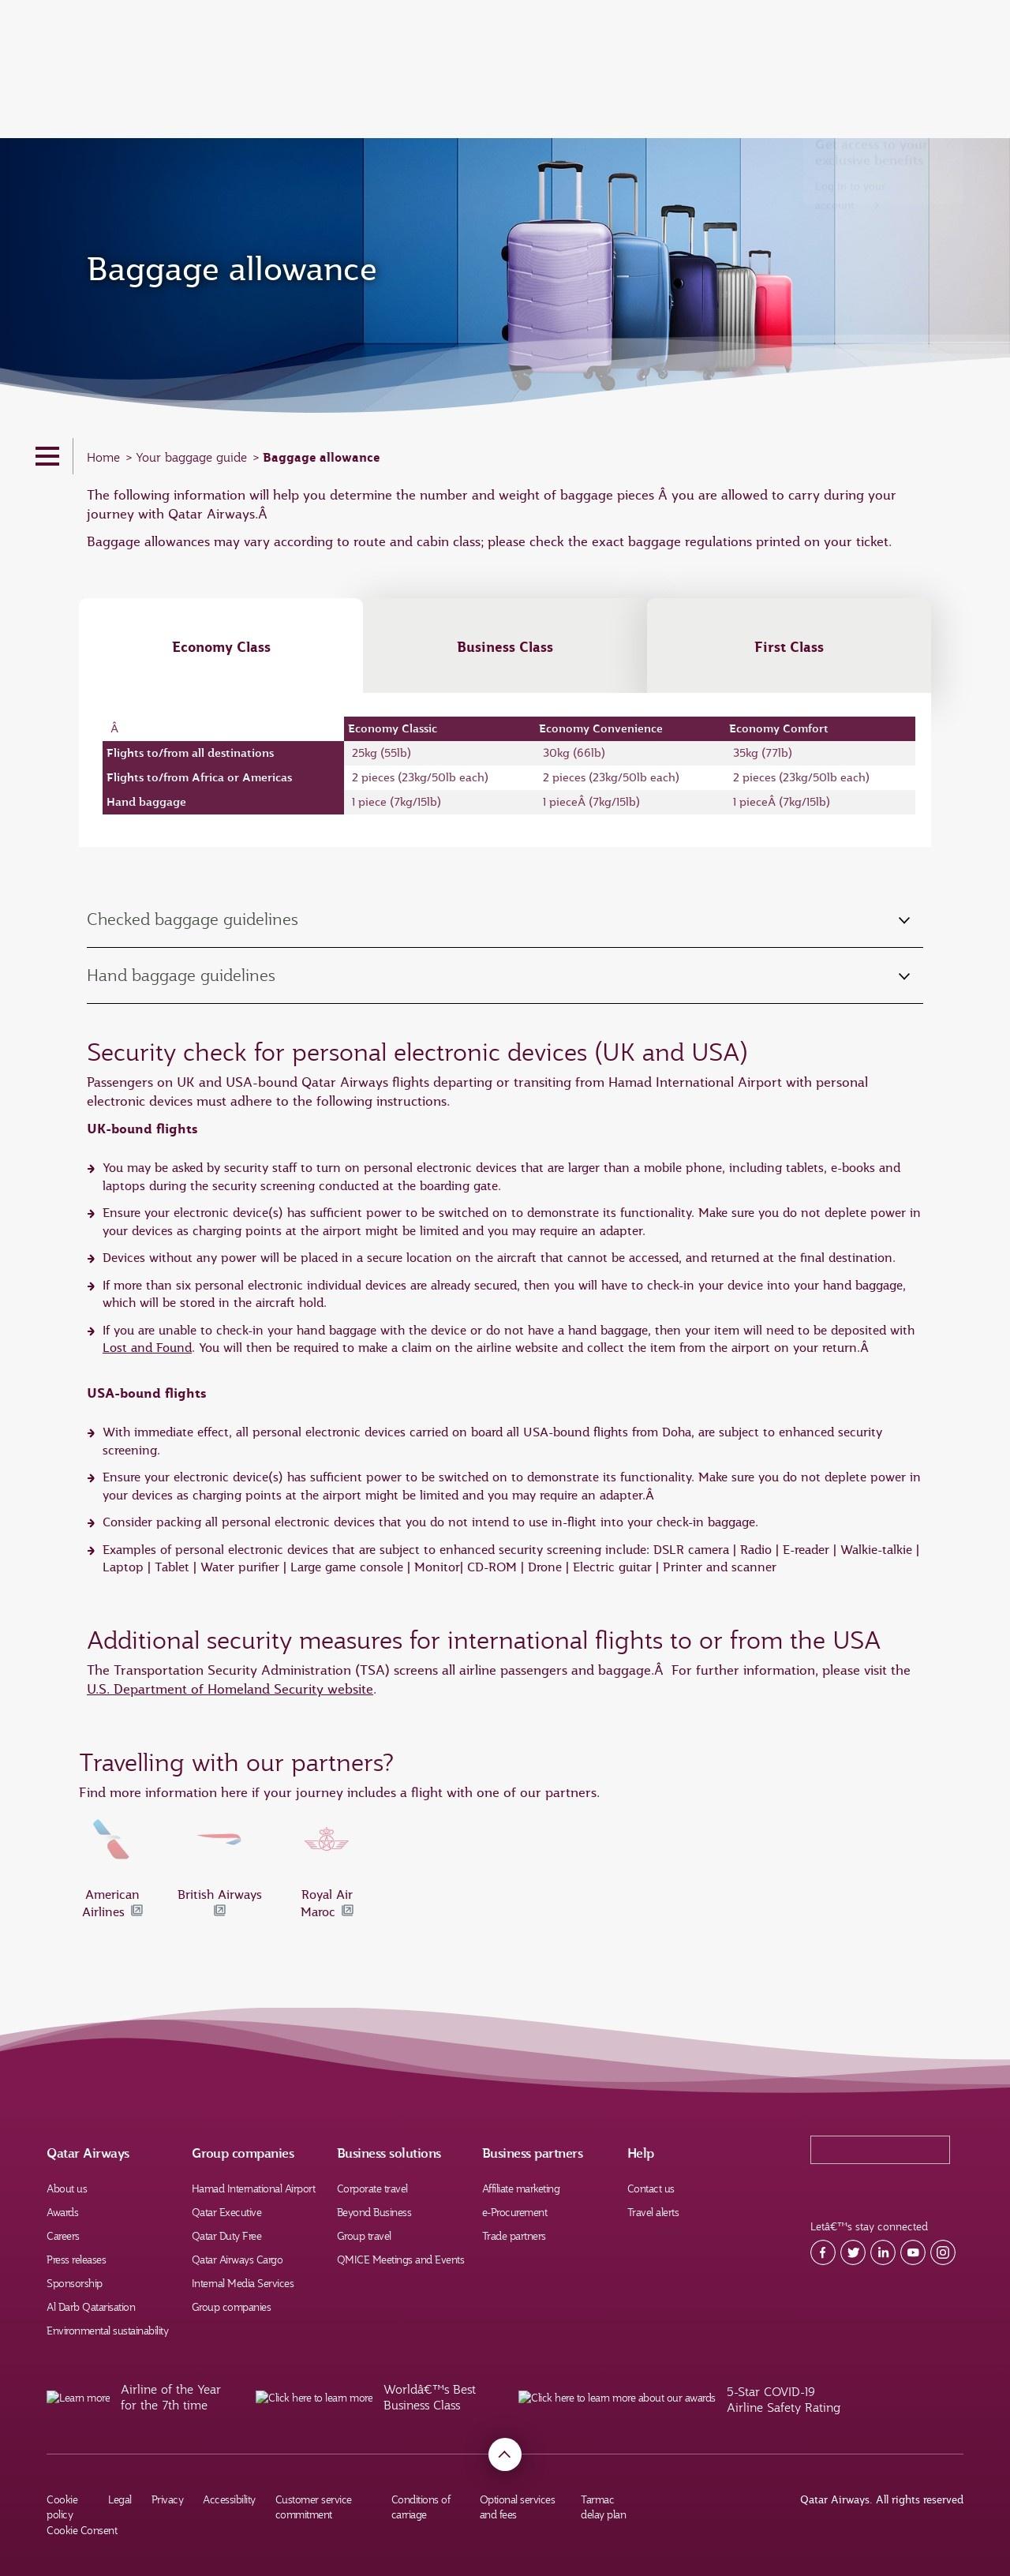 Get access to your
exclusive benefits
Log in to your
Baggage allowance
Home > Your baggage guide > Baggage allowance
The following information will help you determine the number and weight of baggage pieces Â you are allowed to carry during your
journey with Qatar Airways.Â
Baggage allowances may vary according to route and cabin class; please check the exact baggage regulations printed on your ticket.
Economy Class Business Class First Class
Â Economy Classic Economy Convenience Economy Comfort
Flights to/from all destinations 25kg (55lb) 30kg (66lb) 35kg (77lb)
Flights to/from Africa or Americas 2 pieces (23kg/50lb each) 2 pieces (23kg/50lb each) 2 pieces (23kg/50lb each)
Hand baggage 1 piece (7kg/15lb) 1 pieceÂ (7kg/15lb) 1 pieceÂ (7kg/15lb)
Checked baggage guidelines
Hand baggage guidelines
Security check for personal electronic devices (UK and USA)
Passengers on UK and USA-bound Qatar Airways flights departing or transiting from Hamad International Airport with personal
electronic devices must adhere to the following instructions.
UK-bound flights
You may be asked by security staff to turn on personal electronic devices that are larger than a mobile phone, including tablets, e-books and
laptops during the security screening conducted at the boarding gate.
Ensure your electronic device(s) has sufficient power to be switched on to demonstrate its functionality. Make sure you do not deplete power in
your devices as charging points at the airport might be limited and you may require an adapter.
Devices without any power will be placed in a secure location on the aircraft that cannot be accessed, and returned at the final destination.
If more than six personal electronic individual devices are already secured, then you will have to check-in your device into your hand baggage,
which will be stored in the aircraft hold.
If you are unable to check-in your hand baggage with the device or do not have a hand baggage, then your item will need to be deposited with
Lost and Found. You will then be required to make a claim on the airline website and collect the item from the airport on your return.Â
USA-bound flights
With immediate effect, all personal electronic devices carried on board all USA-bound flights from Doha, are subject to enhanced security
screening.
Ensure your electronic device(s) has sufficient power to be switched on to demonstrate its functionality. Make sure you do not deplete power in
your devices as charging points at the airport might be limited and you may require an adapter.Â
Consider packing all personal electronic devices that you do not intend to use in-flight into your check-in baggage.
Examples of personal electronic devices that are subject to enhanced security screening include: DSLR camera | Radio | E-reader | Walkie-talkie |
Laptop | Tablet | Water purifier | Large game console | Monitor| CD-ROM | Drone | Electric guitar | Printer and scanner
Additional security measures for international flights to or from the USA
The Transportation Security Administration (TSA) screens all airline passengers and baggage.Â For further information, please visit the
U.S. Department of Homeland Security website.
Travelling with our partners?
Find more information here if your journey includes a flight with one of our partners.
American
Airlines
British Airways
Royal Air
Maroc
Qatar Airways
About us
Awards
Careers
Press releases
Sponsorship
Al Darb Qatarisation
Environmental sustainability
Group companies
Hamad International Airport
Qatar Executive
Qatar Duty Free
Qatar Airways Cargo
Internal Media Services
Group companies
Business solutions
Corporate travel
Beyond Business
Group travel
QMICE Meetings and Events
Business partners
Affiliate marketing
e-Procurement
Trade partners
Help
Contact us
Travel alerts
Letâ€™s stay connected
Learn more
Airline of the Year
for the 7th time
Click here to learn more
Worldâ€™s Best
Business Class
Click here to learn more about our awards
5-Star COVID-19
Airline Safety Rating
Cookie
policy
Legal
Privacy
Accessibility
Customer service
commitment
Conditions of
carriage
Optional services
and fees
Tarmac
delay plan
Cookie Consent
Qatar Airways. All rights reserved